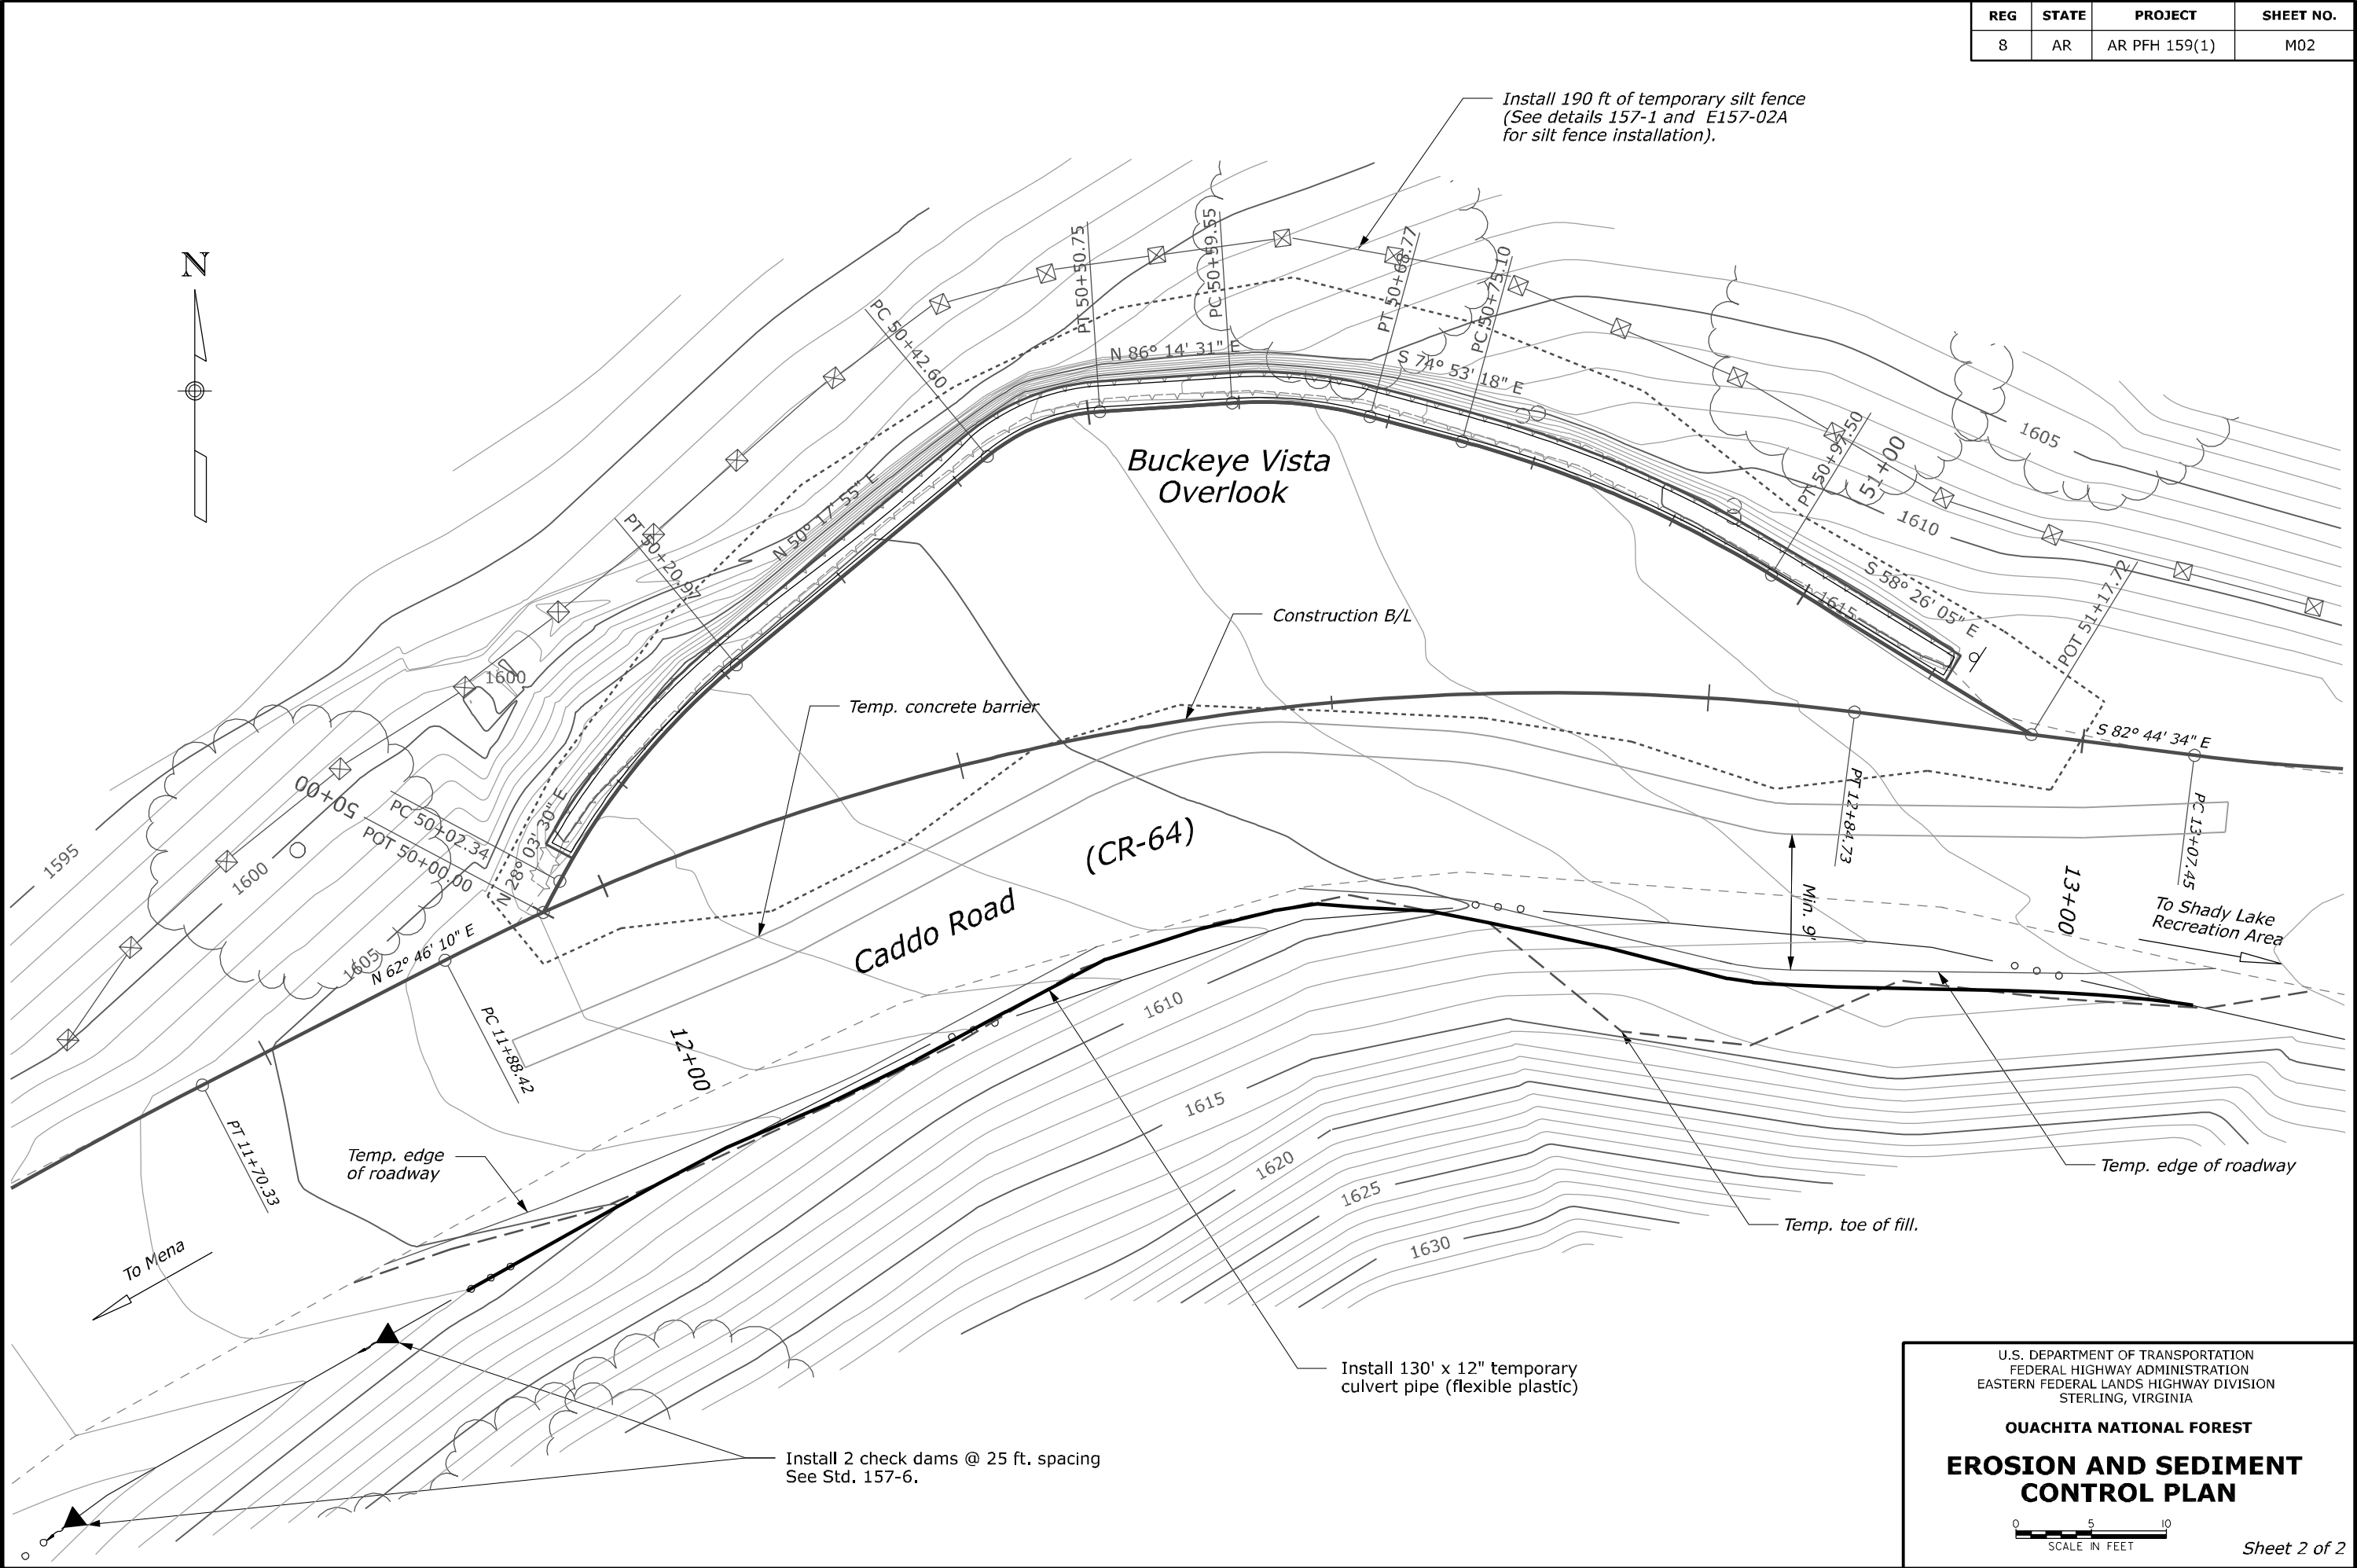 REG STATE PROJECT SHEET NO.
8 AR AR PFH 159(1) M02
Install 190 ft of temporary silt fence
(See details 157-1 and E157-02A
for silt fence installation).
N
PT 50+50.75
PC 50+59.55
PT 50+68.77
PC 50+75.10
PC 50+42.60
N 86° 14' 31" E
S 74° 53' 18" E
PT 50+97.50
51+00
1605
1610
Buckeye Vista
Overlook
N 50° 17' 55" E
PT 50+20.97
S 58° 26' 05" E
1615
POT 51+17.72
Construction B/L
1600
Temp. concrete barrier
S 82° 44' 34" E
50+00
PC 50+02.34
POT 50+00.00
N 28° 03' 30" E
PT 12+84.73
PC 13+07.45
1595
1600
(CR-64)
Caddo Road
Min. 9'
13+00
To Shady Lake
Recreation Area
1605
N 62° 46' 10" E
PC 11+88.42
12+00
1610
PT 11+70.33
1615
Temp. edge
of roadway
1620
1625
1630
Temp. edge of roadway
Temp. toe of fill.
To Mena
Install 130' x 12" temporary
culvert pipe (flexible plastic)
Install 2 check dams @ 25 ft. spacing
See Std. 157-6.
U.S. DEPARTMENT OF TRANSPORTATION
FEDERAL HIGHWAY ADMINISTRATION
EASTERN FEDERAL LANDS HIGHWAY DIVISION
STERLING, VIRGINIA
OUACHITA NATIONAL FOREST
EROSION AND SEDIMENT
CONTROL PLAN
0 5 10
SCALE IN FEET
Sheet 2 of 2